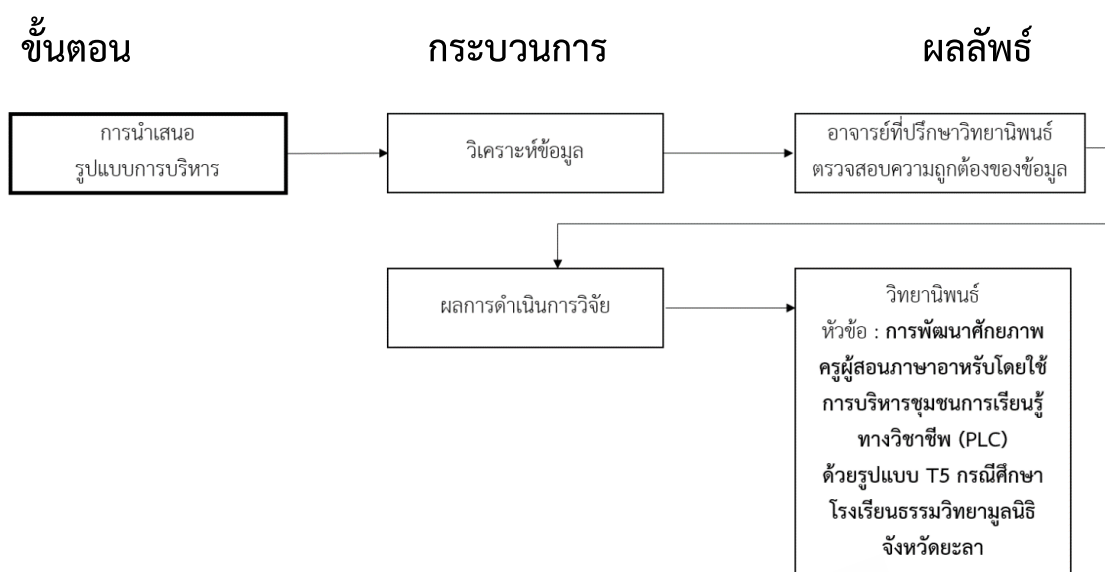 ขั้นตอน กระบวนการ ผลลัพธ์
การนำเสนอ
รูปแบบการบริหาร
วิเคราะห์ข้อมูล
อาจารย์ที่ปรึกษาวิทยานิพนธ์
ตรวจสอบความถูกต้องของข้อมูล
ผลการดำเนินการวิจัย
วิทยานิพนธ์
หัวข้อ : การพัฒนาศักยภาพ
ครูผู้สอนภาษาอาหรับโดยใช้
การบริหารชุมชนการเรียนรู้
ทางวิชาชีพ (PLC)
ด้วยรูปแบบ T5 กรณีศึกษา
โรงเรียนธรรมวิทยามูลนิธิ
จังหวัดยะลา